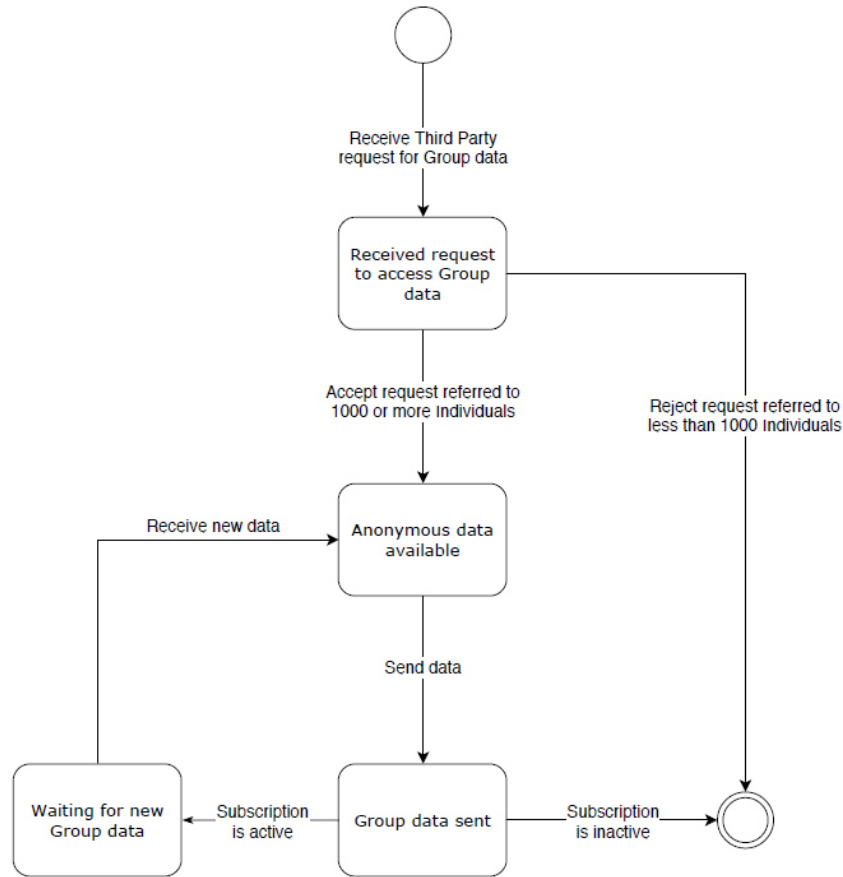 Receive Third Party
request for Group data
Received request
to access Group
data
Accept request referred to
1000 or more Individuals
Reject request referred to
less than 1000 Individuals
Receive new data
Anonymous data
available
Send data
Waiting for new
Group data
Subscription
is active
Group data sent
Subscription
is inactive